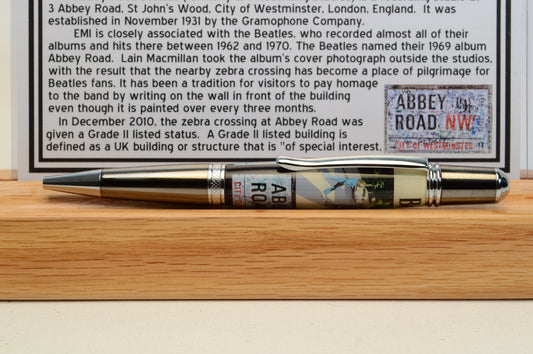 3 Abbey Road, St John's Wood, City of Westminster, London, England. It was
established in November 1931 by the Gramophone Company.
EMI is closely associated with the Beatles, who recorded almost all of their
albums and hits there between 1962 and 1970. The Beatles named their 1969 album
Abbey Road. Lain Macmillan took the album's cover photograph outside the studios,
with the result that the nearby zebra crossing has become a place of pilgrimage for
Beatles fans. It has been a tradition for visitors to pay homage
to the band by writing on the wall in front of the building
even though it is painted over every three months.
In December 2010, the zebra crossing at Abbey Road was
given a Grade II listed status. A Grade II listed building is
defined as a UK building or structure that is "of special interest,
ABBEY
ROAD NW
CITY OF WESTMINSTER